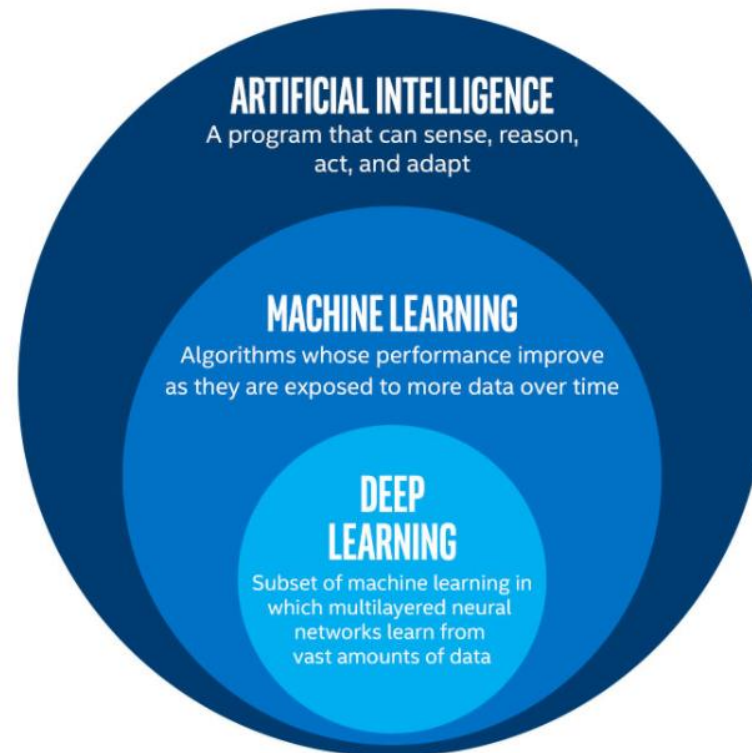 ARTIFICIAL INTELLIGENCE
A program that can sense, reason,
act, and adapt
MACHINE LEARNING
Algorithms whose performance improve
as they are exposed to more data over time
DEEP
LEARNING
Subset of machine learning in
which multilayered neural
networks learn from
vast amounts of data